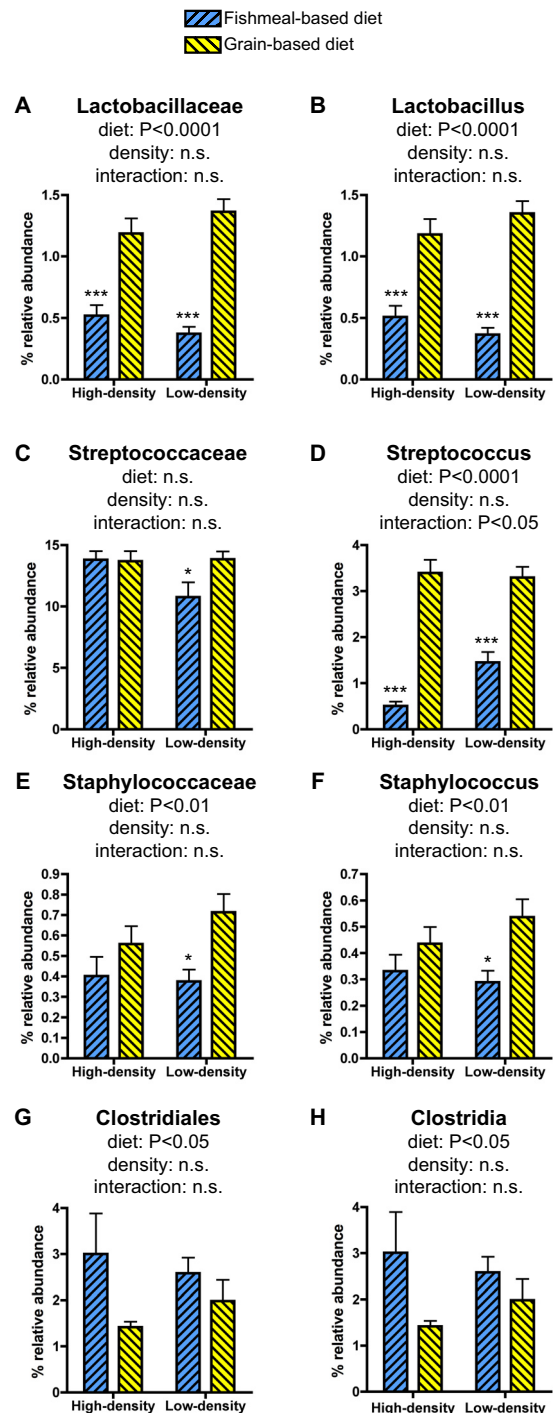 Fishmeal-based diet
Grain-based diet
A Lactobacillaceae
diet: P<0.0001
density: n.s.
interaction: n.s.
% relative abundance
1.5
1.0
0.5
0.0
***
***
High-density Low-density
B Lactobacillus
diet: P<0.0001
density: n.s.
interaction: n.s.
% relative abundance
1.5
1.0
0.5
0.0
***
***
High-density Low-density
C Streptococcaceae
diet: n.s.
density: n.s.
interaction: n.s.
% relative abundance
15
10
5
0
*
High-density Low-density
D Streptococcus
diet: P<0.0001
density: n.s.
interaction: P<0.05
% relative abundance
4
3
2
1
0
***
***
High-density Low-density
E Staphylococcaceae
diet: P<0.01
density: n.s.
interaction: n.s.
% relative abundance
0.9
0.8
0.7
0.6
0.5
0.4
0.3
0.2
0.1
0.0
*
High-density Low-density
F Staphylococcus
diet: P<0.01
density: n.s.
interaction: n.s.
% relative abundance
0.7
0.6
0.5
0.4
0.3
0.2
0.1
0.0
*
High-density Low-density
G Clostridiales
diet: P<0.05
density: n.s.
interaction: n.s.
% relative abundance
4
3
2
1
0
High-density Low-density
H Clostridia
diet: P<0.05
density: n.s.
interaction: n.s.
% relative abundance
4
3
2
1
0
High-density Low-density